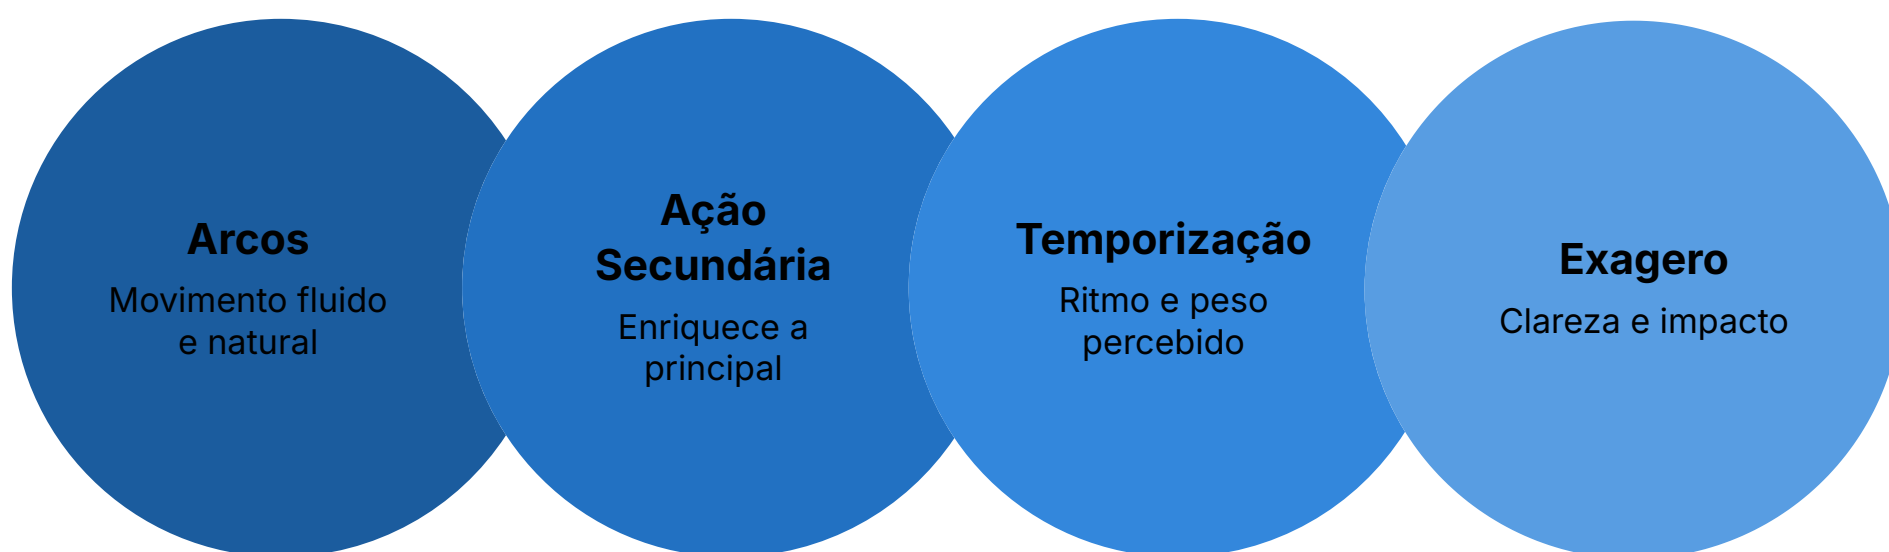 Arcos
Movimento fluido
e natural
Ação
Secundária
Enriquece a
principal
Temporização
Ritmo e peso
percebido
Exagero
Clareza e impacto